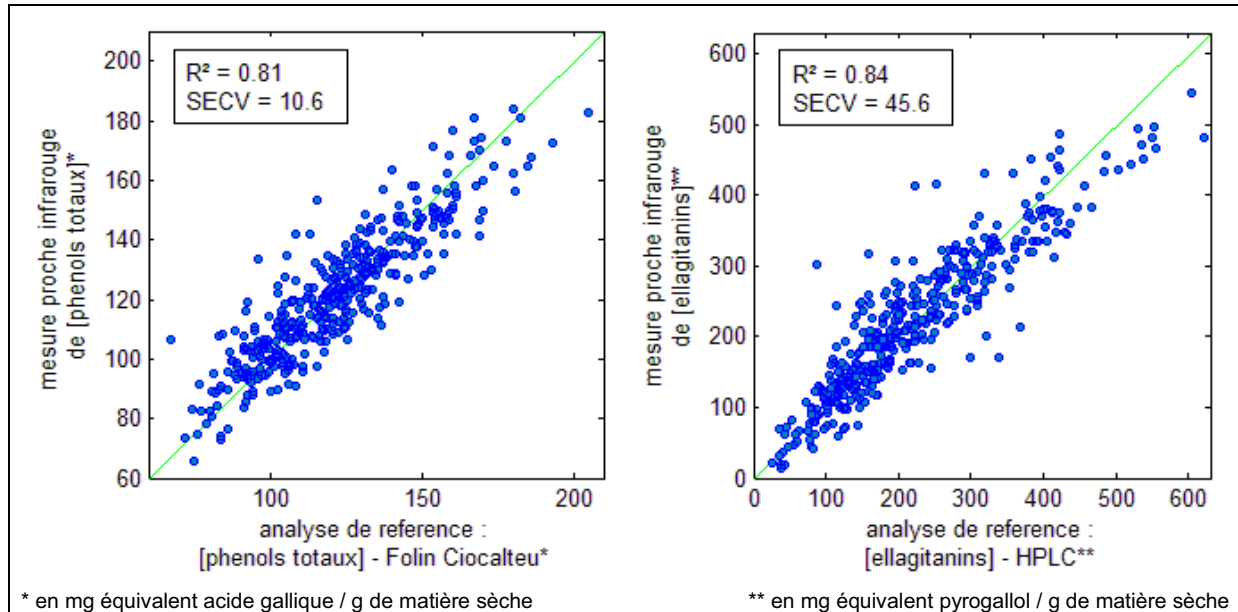 R² = 0.81
SECV = 10.6
mesure proche infrarouge
de [phenols totaux]*
200
180
160
140
120
100
80
60
100
150
200
analyse de reference :
[phenols totaux] - Folin Ciocalteu*
R² = 0.84
SECV = 45.6
mesure proche infrarouge
de [ellagitanins]***
600
500
400
300
200
100
0
0
100
200
300
400
500
600
analyse de reference :
[ellagitanins] - HPLC**
* en mg équivalent acide gallique / g de matière sèche
** en mg équivalent pyrogallol / g de matière sèche